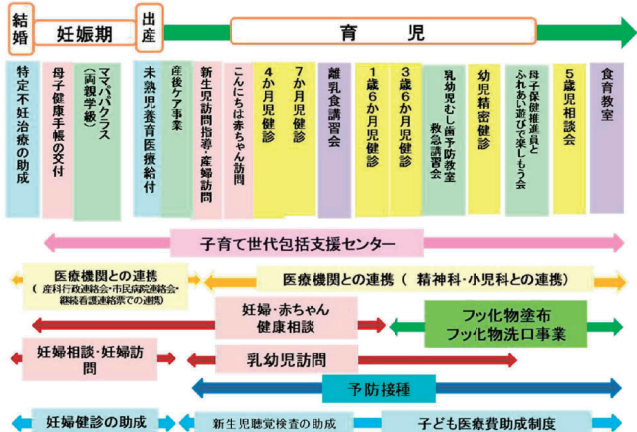 結婚
妊娠期
出産
育児
特定不妊治療の助成
母子健康手帳の交付
ママパパクラス
(両親学級)
未熟児養育医療給付
産後ケア事業
新生児訪問指導・産婦訪問
こんにちは赤ちゃん訪問
4か月児健診
7か月児健診
離乳食講習会
1歳6か月児健診
3歳6か月児健診
乳幼児むし歯予防教室
救急講習会
幼児精密健診
母子保健推進員と
ふれあい遊びで楽しもう会
5歳児相談会
食育教室
子育て世代包括支援センター
医療機関との連携
(産科行政連絡会・市民病院連絡会・
継続看護連絡票での連携)
医療機関との連携(精神科・小児科との連携)
妊婦・赤ちゃん
健康相談
フッ化物塗布
フッ化物洗口事業
妊婦相談・妊婦訪
問
乳幼児訪問
予防接種
妊婦健診の助成
新生児聴覚検査の助成
子ども医療費助成制度